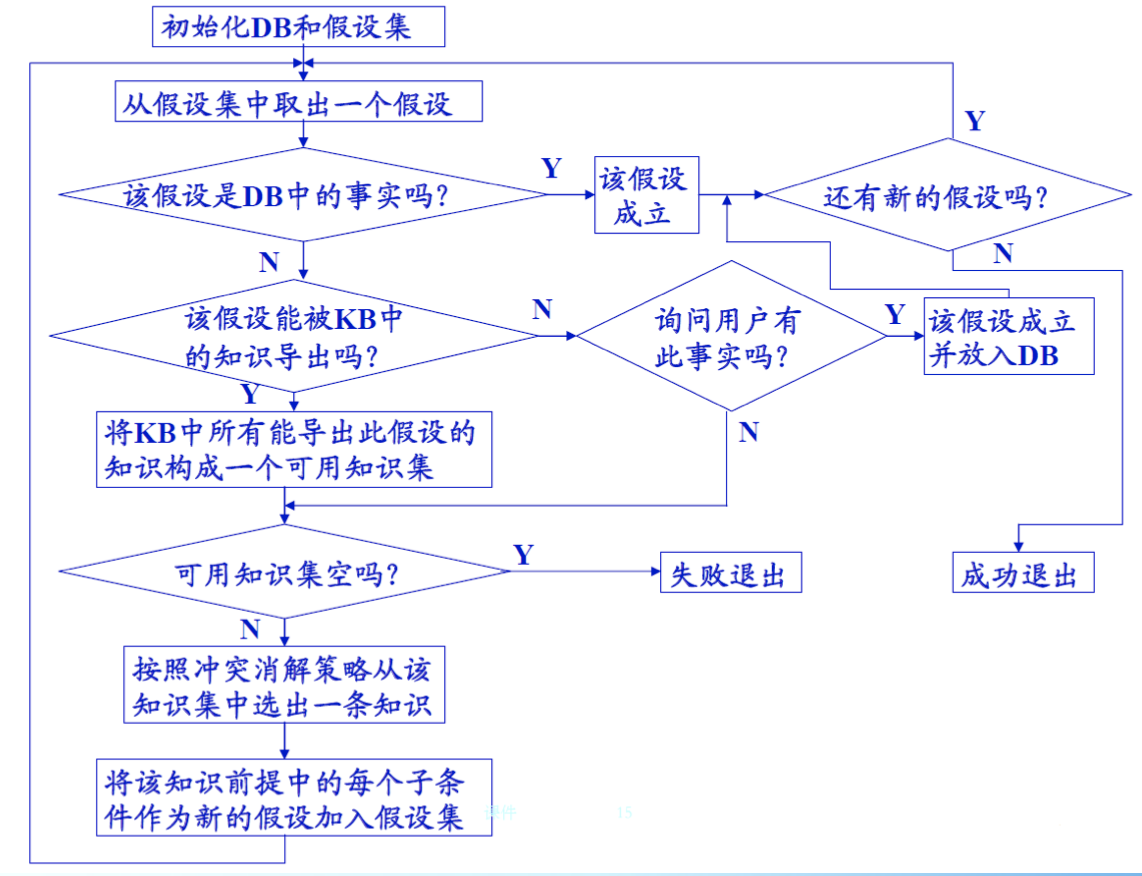 初始化DB和假设集
从假设集中取出一个假设
Y
Y
该假设是DB中的事实吗?
该假设
成立
还有新的假设吗?
N
N
该假设能被KB中
的知识导出吗?
N
询问用户有
此事实吗?
Y
该假设成立
并放入DB
Y
将KB中所有能导出此假设的
知识构成一个可用知识集
N
可用知识集空吗?
Y
失败退出
成功退出
N
按照冲突消解策略从该
知识集中选出一条知识
将该知识前提中的每个子条
件作为新的假设加入假设集
课件
15